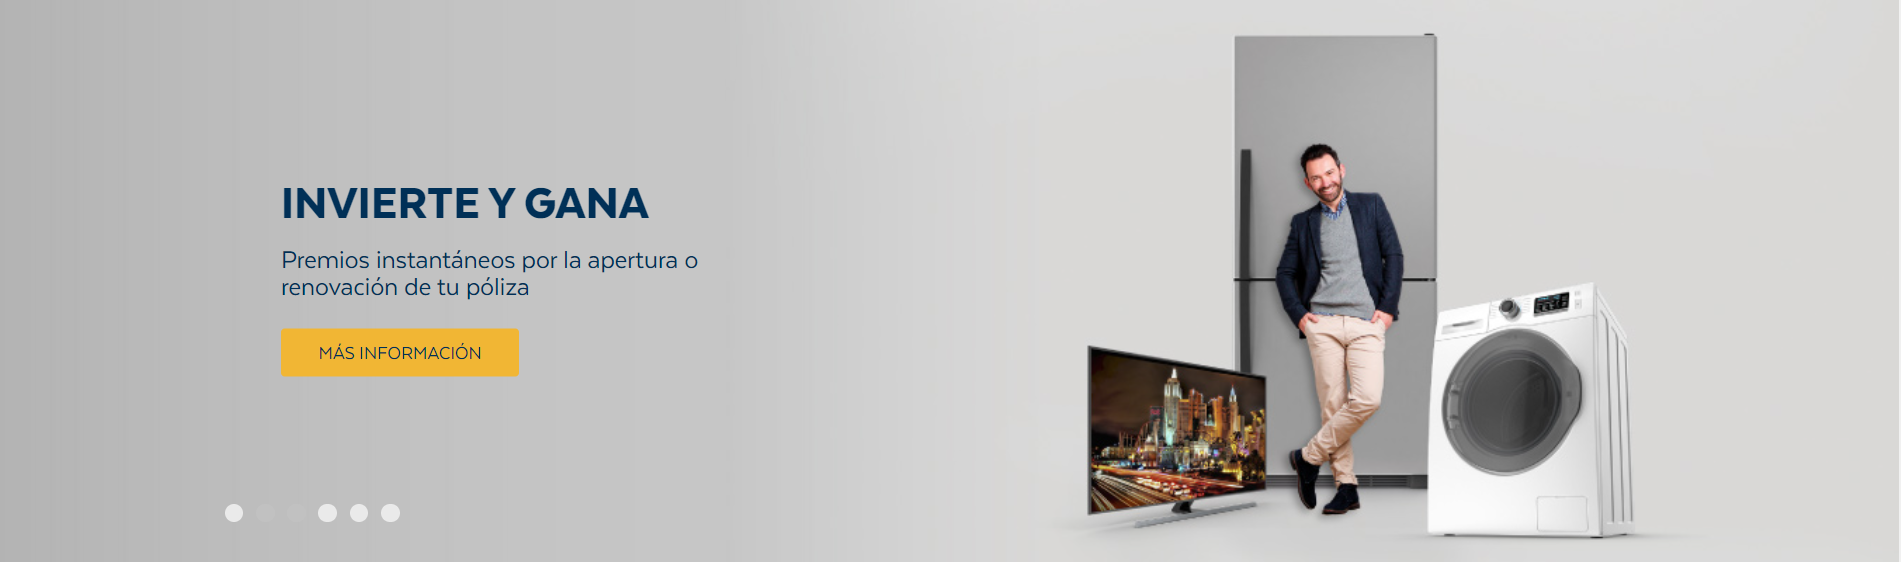 INVIERTE Y GANA
Premios instantáneos por la apertura o
renovación de tu póliza
MÁS INFORMACIÓN